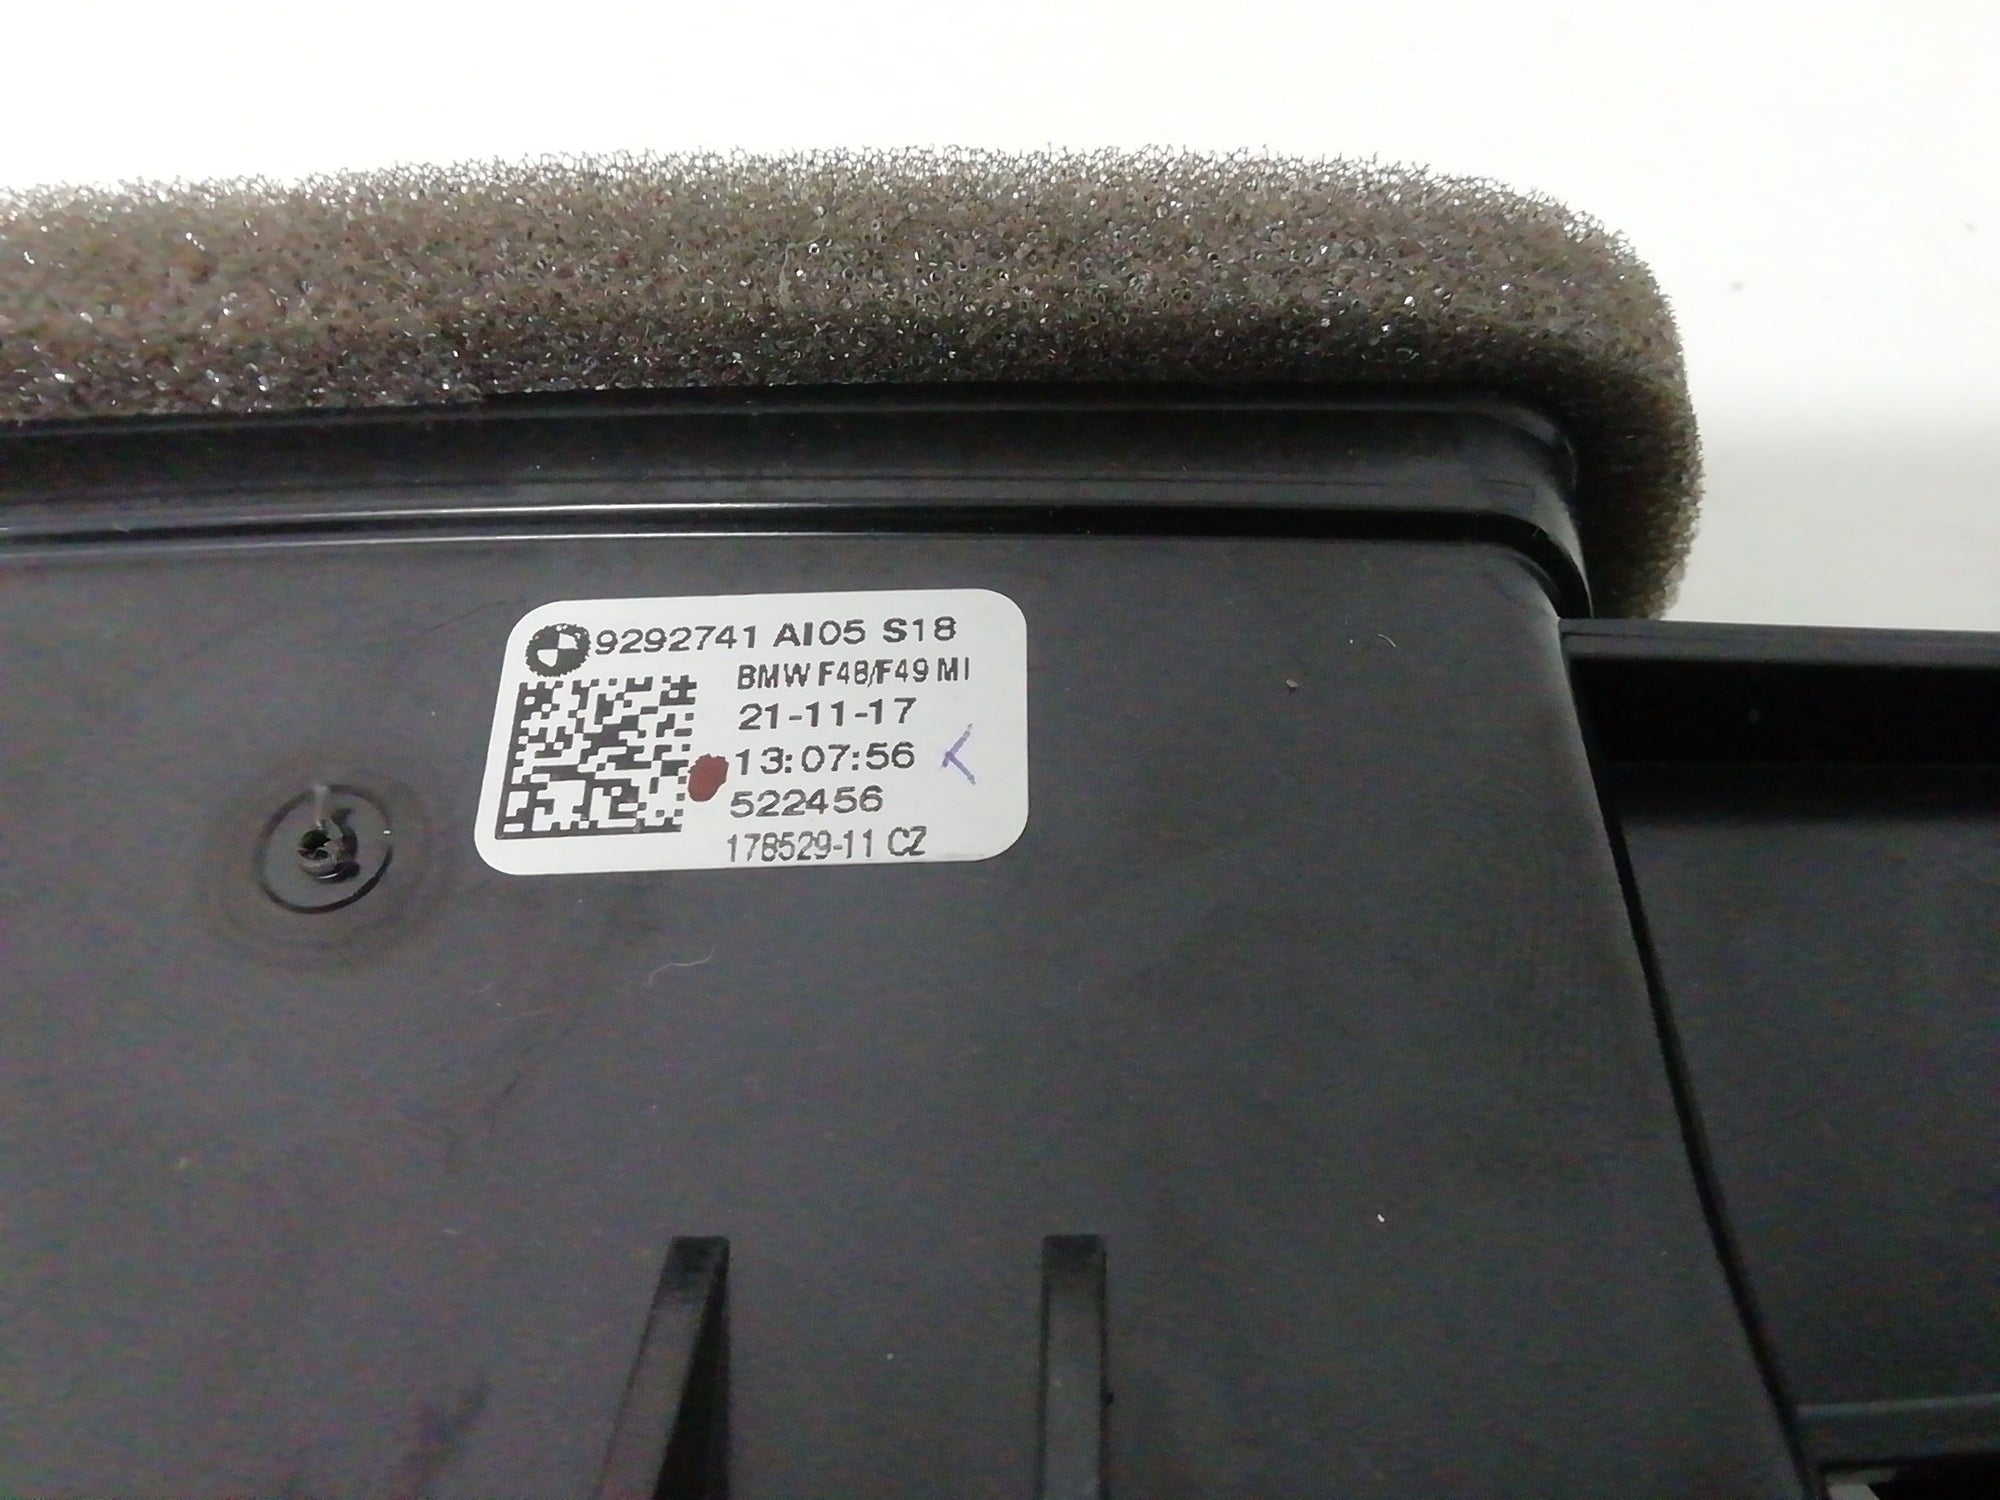 9292741 AI05 S18
BMW F48/F49 MI
21-11-17
13:07:56
522456
178529-11 CZ